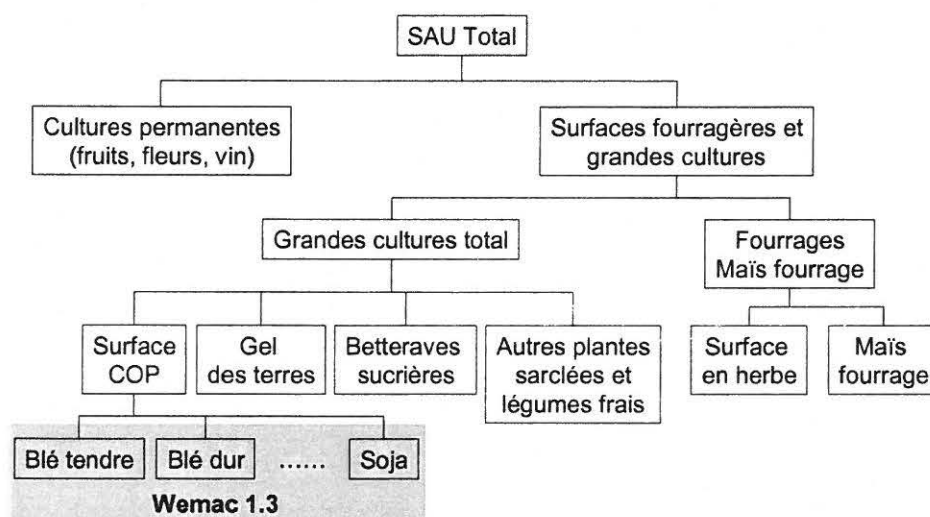 SAU Total
Cultures permanentes
(fruits, fleurs, vin)
Surfaces fourragères et
grandes cultures
Grandes cultures total
Fourrages
Maïs fourrage
Surface
COP
Gel
des terres
Betteraves
sucrières
Autres plantes
sarclées et
légumes frais
Surface
en herbe
Maïs
fourrage
Blé tendre
Blé dur
......
Soja
Wemac 1.3